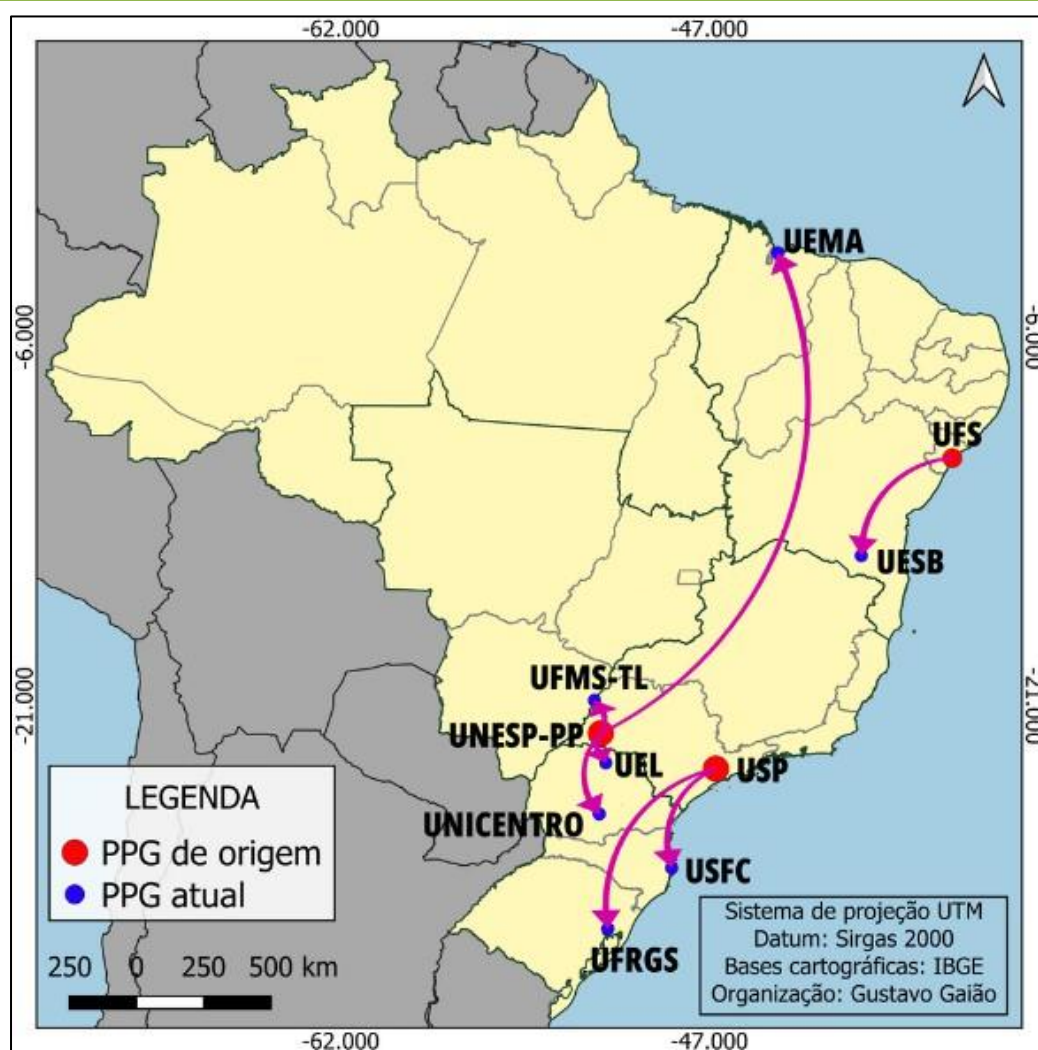 -62.000
-47.000
UEMA
-6.000
-6.000
UFS
UESB
UFMS-TL
-21.000
-21.000
UNESP-PP
UEL
USP
LEGENDA
PPG de origem
PPG atual
UNICENTRO
USFC
UFRGS
Sistema de projeção UTM
Datum: Sirgas 2000
Bases cartográficas: IBGE
Organização: Gustavo Gaião
250 0 250 500 km
-62.000
-47.000